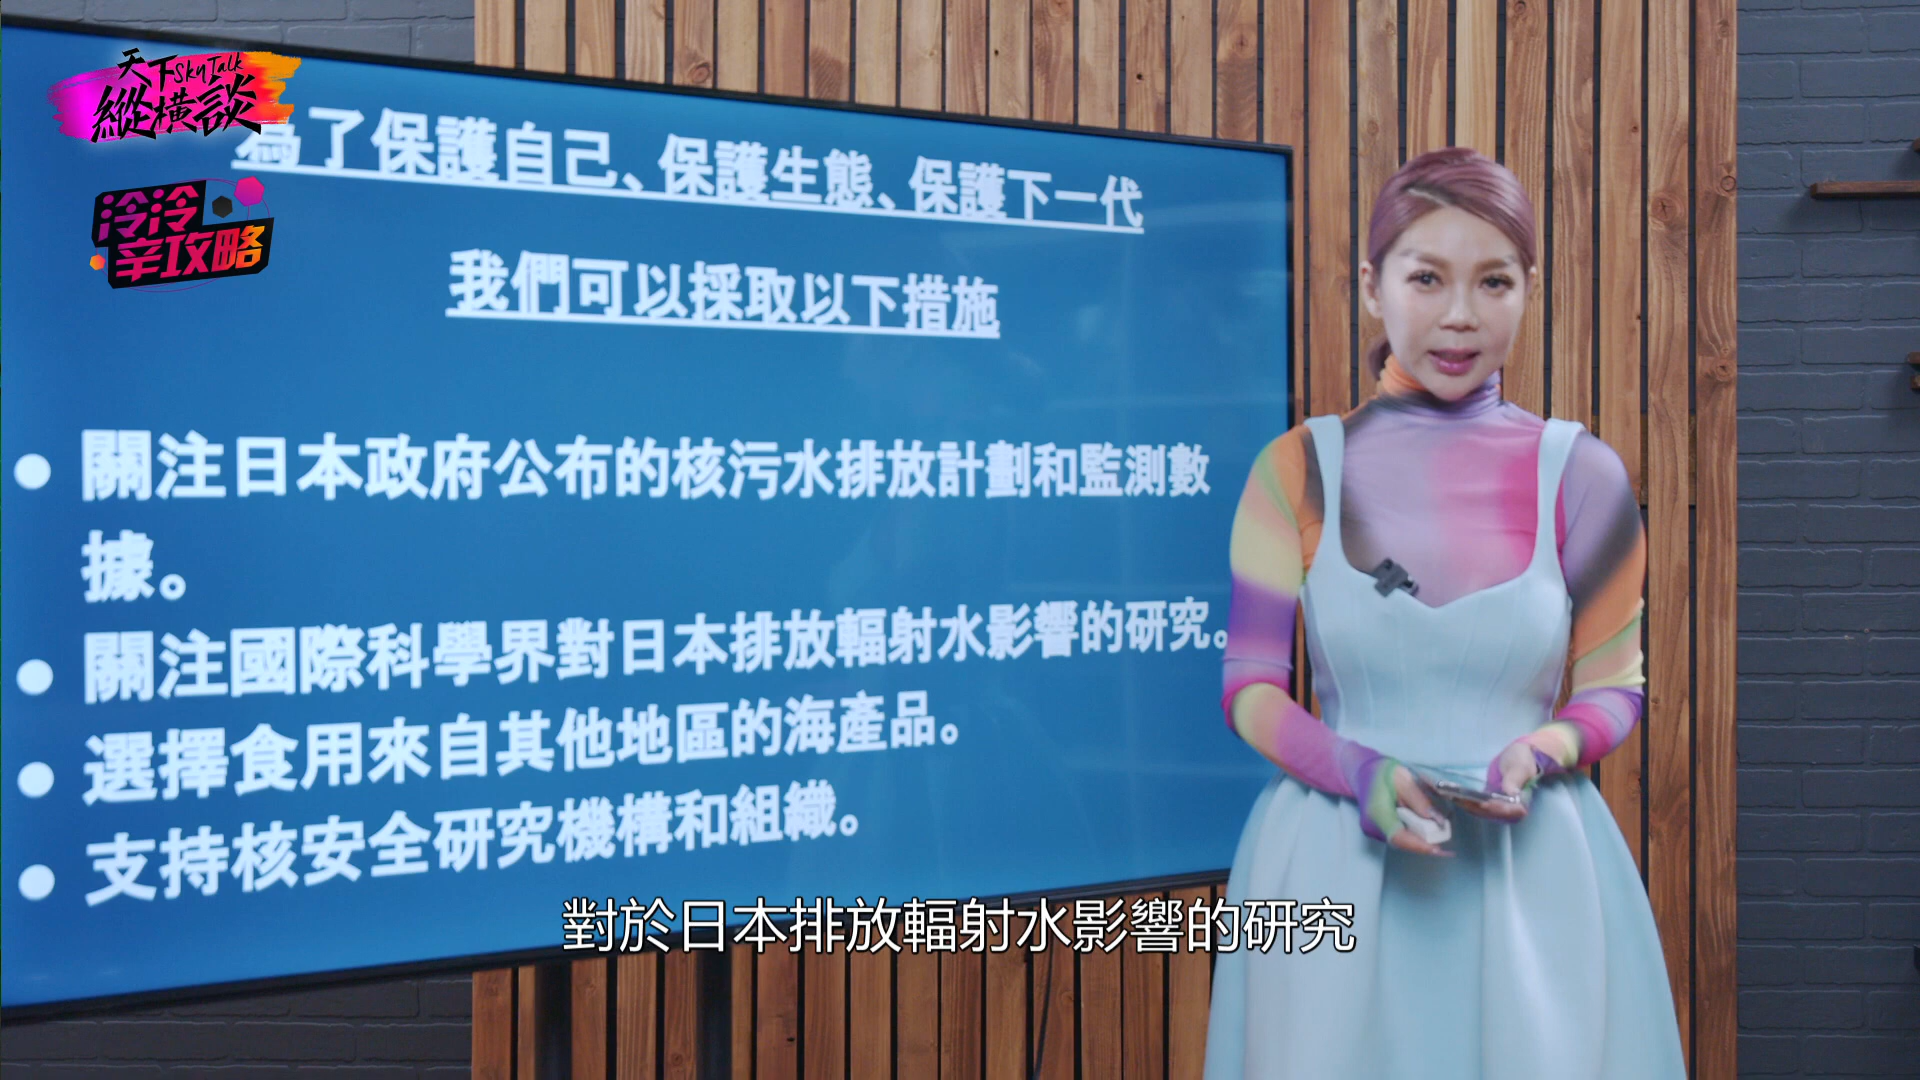 天下SkyTalk
縱橫談
泠泠
辛攻略
為了保護自己、保護生態、保護下一代
我們可以採取以下措施
● 關注日本政府公布的核污水排放計劃和監測數
據。
● 關注國際科學界對日本排放輻射水影響的研究。
● 選擇食用來自其他地區的海產品。
● 支持核安全研究機構和組織。
對於日本排放輻射水影響的研究